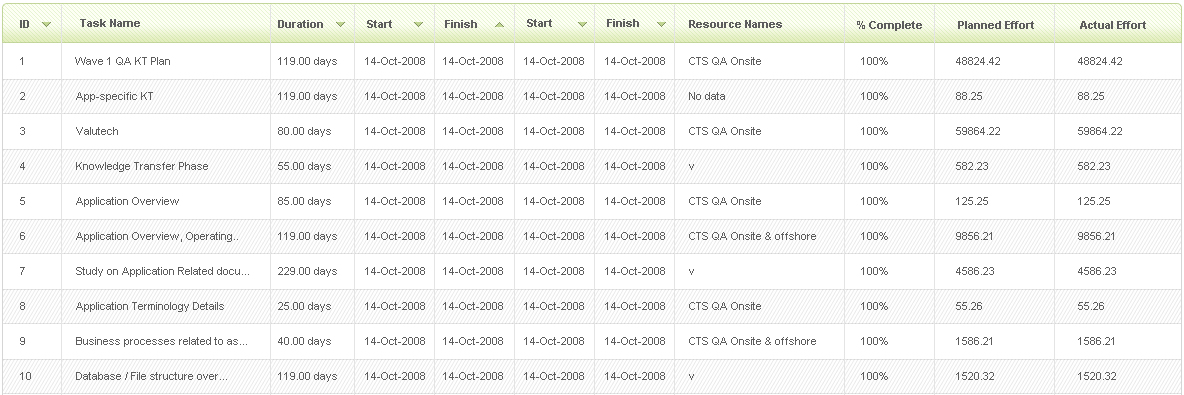 ID Task Name Duration Start Finish Start Finish Resource Names % Complete Planned Effort Actual Effort
1 Wave 1 QA KT Plan 119.00 days 14-Oct-2008 14-Oct-2008 14-Oct-2008 14-Oct-2008 CTS QA Onsite 100% 48824.42 48824.42
2 App-specific KT 119.00 days 14-Oct-2008 14-Oct-2008 14-Oct-2008 14-Oct-2008 No data 100% 88.25 88.25
3 Valutech 80.00 days 14-Oct-2008 14-Oct-2008 14-Oct-2008 14-Oct-2008 CTS QA Onsite 100% 59864.22 59864.22
4 Knowledge Transfer Phase 55.00 days 14-Oct-2008 14-Oct-2008 14-Oct-2008 14-Oct-2008 v 100% 582.23 582.23
5 Application Overview 85.00 days 14-Oct-2008 14-Oct-2008 14-Oct-2008 14-Oct-2008 CTS QA Onsite 100% 125.25 125.25
6 Application Overview, Operating.. 119.00 days 14-Oct-2008 14-Oct-2008 14-Oct-2008 14-Oct-2008 CTS QA Onsite & offshore 100% 9856.21 9856.21
7 Study on Application Related docu... 229.00 days 14-Oct-2008 14-Oct-2008 14-Oct-2008 14-Oct-2008 v 100% 4586.23 4586.23
8 Application Terminology Details 25.00 days 14-Oct-2008 14-Oct-2008 14-Oct-2008 14-Oct-2008 CTS QA Onsite 100% 55.26 55.26
9 Business processes related to as... 40.00 days 14-Oct-2008 14-Oct-2008 14-Oct-2008 14-Oct-2008 CTS QA Onsite & offshore 100% 1586.21 1586.21
10 Database / File structure over... 119.00 days 14-Oct-2008 14-Oct-2008 14-Oct-2008 14-Oct-2008 v 100% 1520.32 1520.32